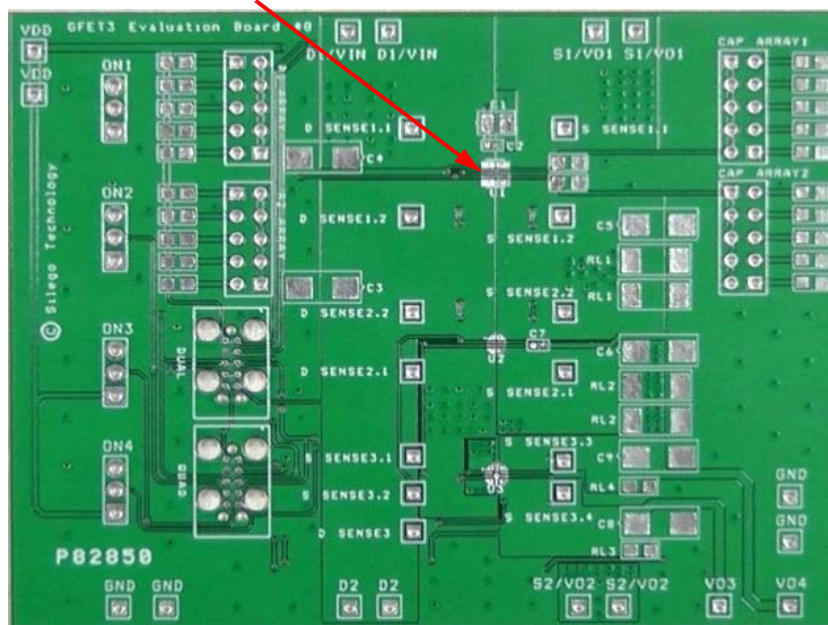 VDD
GFET3 Evaluation Board #0
D1/VIN D1/VIN
S1/VO1 S1/VO1
VDD
ON1
CAP ARRAY1
D SENSE1.1
S SENSE1.1
C2
C4
U1
CAP ARRAY2
ON2
D SENSE1.2
S SENSE1.2
C5
RL1
RL1
C3
S SENSE2.2
D SENSE2.2
© Silego Technology
ON3
DUAL
U2
C7
C6
D SENSE2.1
S SENSE2.1
RL2
RL2
S SENSE3.3
C9
ON4
QUAD
S SENSE3.1
U3
S SENSE3.2
RL4
GND
S SENSE3.4
C8
D SENSE3
GND
RL3
P82850
GND GND
D2 D2
S2/VO2 S2/VO2
VO3
VO4